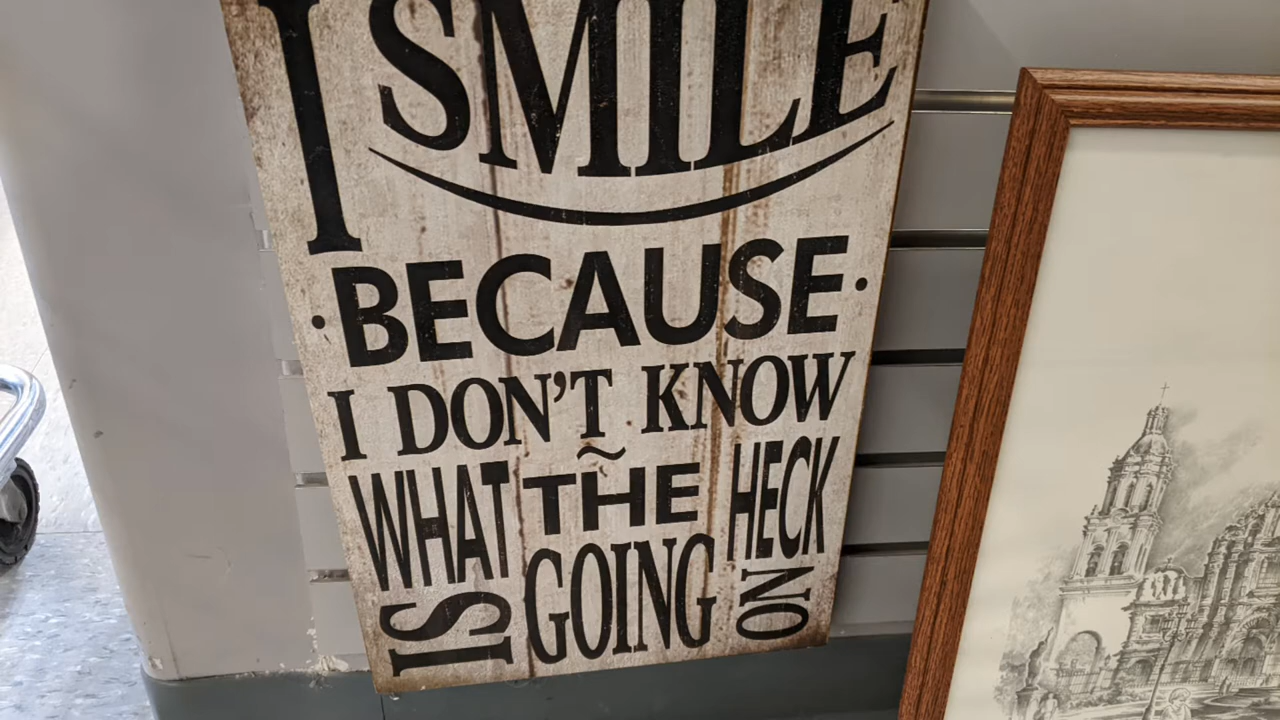 I SMILE
• BECAUSE •
I DON'T KNOW
WHAT THE HECK
IS GOING ON